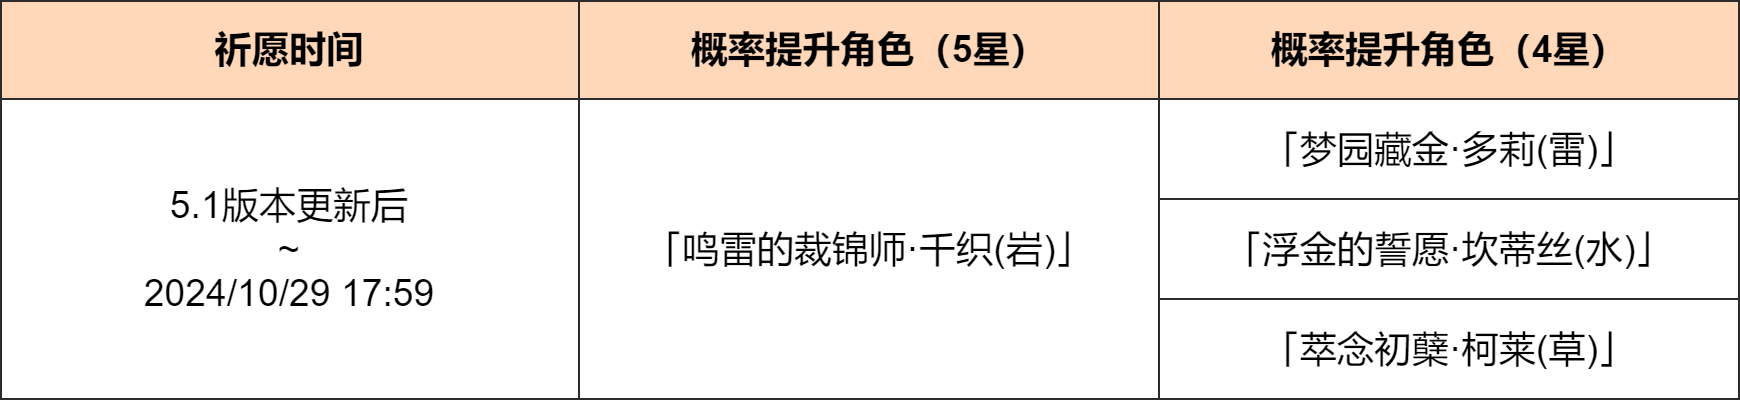 祈愿时间
概率提升角色（5星）
概率提升角色（4星）
5.1版本更新后
~
2024/10/29 17:59
「鸣雷的裁锦师·千织(岩)」
「梦园藏金·多莉(雷)」
「浮金的誓愿·坎蒂丝(水)」
「萃念初蘖·柯莱(草)」